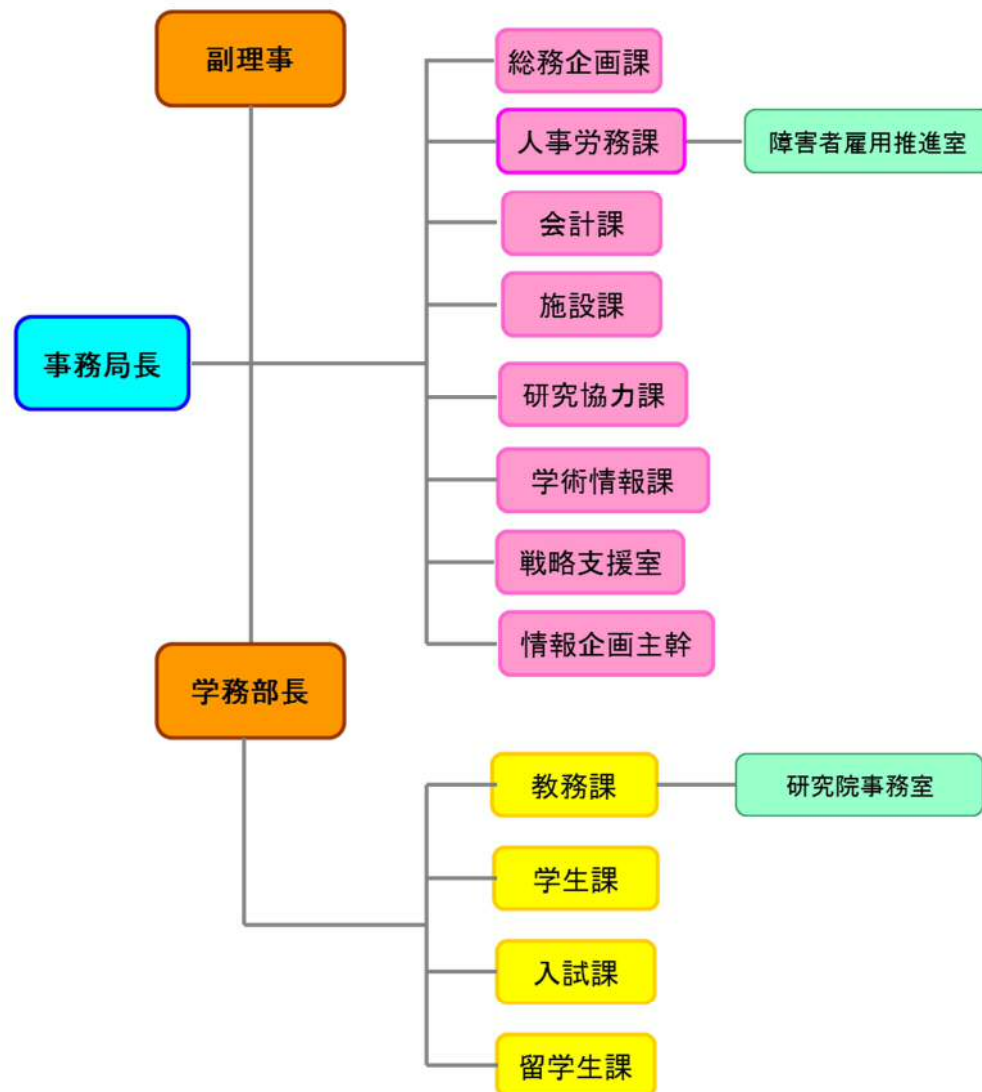 副理事
総務企画課
人事労務課
障害者雇用推進室
会計課
施設課
事務局長
研究協力課
学術情報課
戦略支援室
情報企画主幹
学務部長
教務課
研究院事務室
学生課
入試課
留学生課